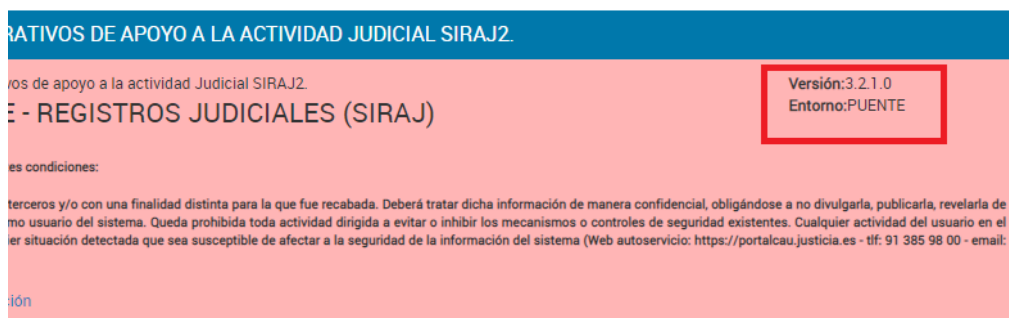 RATIVOS DE APOYO A LA ACTIVIDAD JUDICIAL SIRAJ2.
vos de apoyo a la actividad Judicial SIRAJ2.
E - REGISTROS JUDICIALES (SIRAJ)
Versión:3.2.1.0
Entorno:PUENTE
es condiciones:
terceros y/o con una finalidad distinta para la que fue recabada. Deberá tratar dicha información de manera confidencial, obligándose a no divulgarla, publicarla, revelarla de
mo usuario del sistema. Queda prohibida toda actividad dirigida a evitar o inhibir los mecanismos o controles de seguridad existentes. Cualquier actividad del usuario en el
ier situación detectada que sea susceptible de afectar a la seguridad de la información del sistema (Web autoservicio: https://portalcau.justicia.es - tlf: 91 385 98 00 - email:
ión